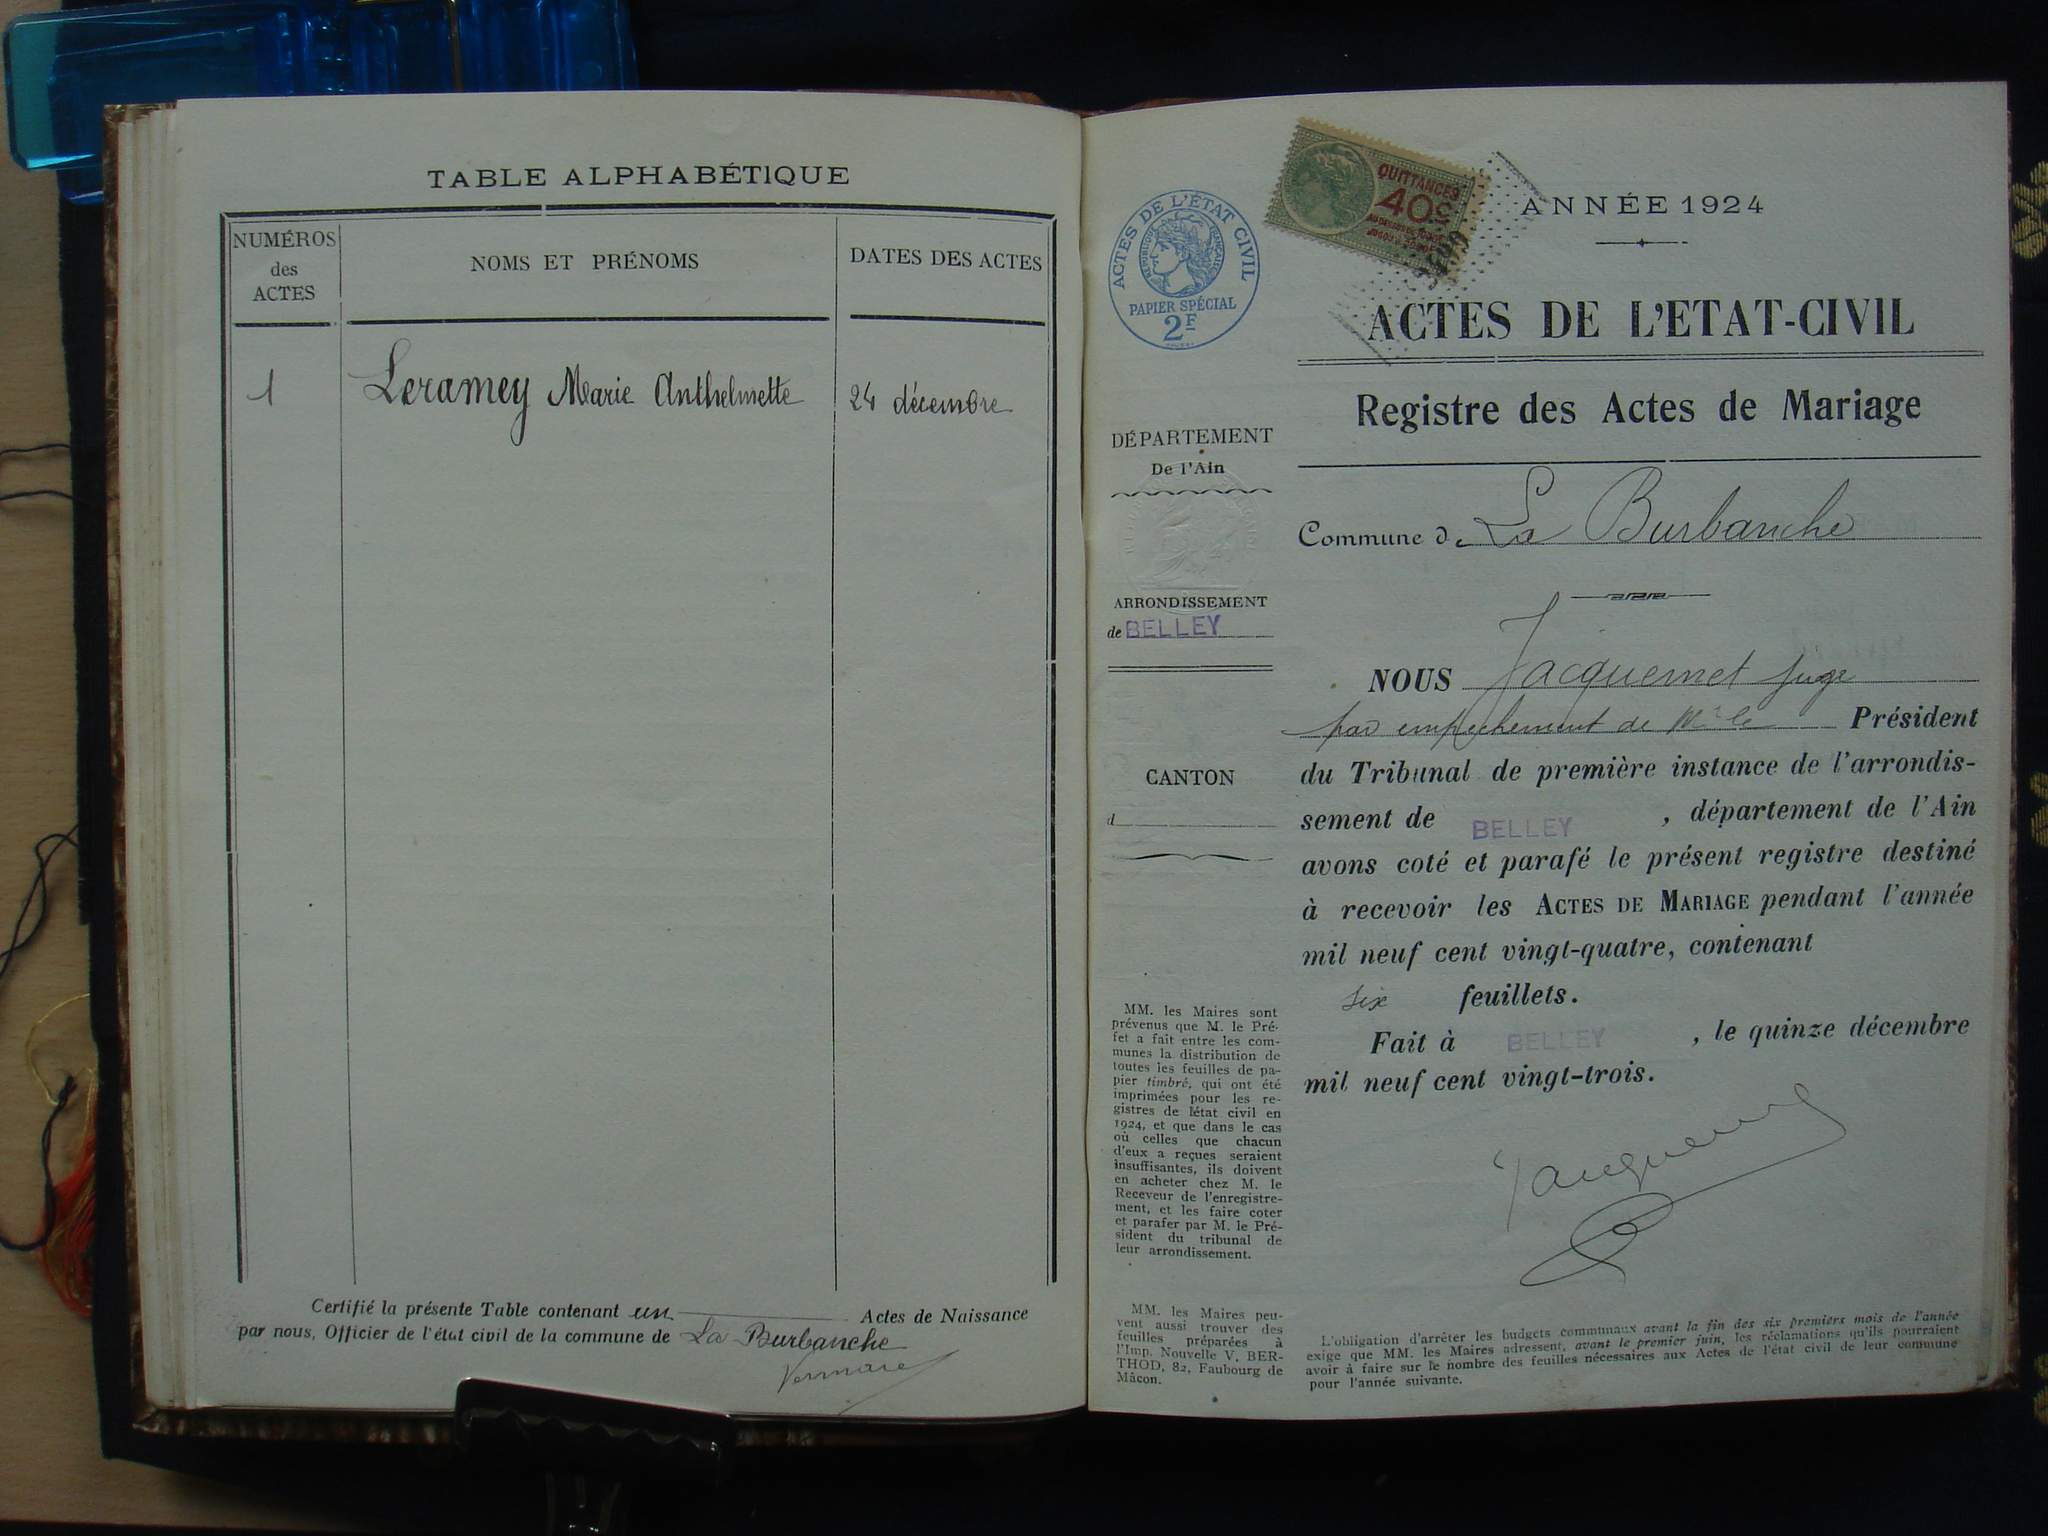 TABLE ALPHABÉTIQUE
NUMÉROS
des
ACTES
NOMS ET PRÉNOMS
DATES DES ACTES
1
Leramey Marie Anthelmette
24 décembre
Certifié la présente Table contenant un Actes de Naissance
par nous, Officier de l'état civil de la commune de La Burbanche
ACTES DE L'ÉTAT CIVIL
RÉPUBLIQUE FRANÇAISE
PAPIER SPÉCIAL
2F
QUITTANCES
40c
ANNÉE 1924
ACTES DE L'ETAT-CIVIL
Registre des Actes de Mariage
DÉPARTEMENT
De l'Ain
Commune de La Burbanche
ARRONDISSEMENT
de BELLEY
CANTON
d
NOUS Jacquemet juge
par empêchement de Mr le Président
du Tribunal de première instance de l'arrondis-
sement de BELLEY, département de l'Ain
avons coté et parafé le présent registre destiné
à recevoir les ACTES DE MARIAGE pendant l'année
mil neuf cent vingt-quatre, contenant
six feuillets.
Fait à BELLEY, le quinze décembre
mil neuf cent vingt-trois.
MM. les Maires sont
prévenus que M. le Pré-
fet a fait entre les com-
munes la distribution de
toutes les feuilles de pa-
pier timbré, qui ont été
imprimées pour les re-
gistres de l'état civil en
1924, et que dans le cas
où celles que chacun
d'eux a reçues seraient
insuffisantes, ils doivent
en acheter chez M. le
Receveur de l'enregistre-
ment, et les faire coter
et parafer par M. le Pré-
sident du tribunal de
leur arrondissement.
MM. les Maires peu-
vent aussi trouver des
feuilles préparées à
l'Imp. Nouvelle V. BER-
THOD, 82, Faubourg de
Mâcon.
L'obligation d'arrêter les budgets communaux avant la fin des six premiers mois de l'année
exige que MM. les Maires adressent, avant le premier juin, les réclamations qu'ils pourraient
avoir à faire sur le nombre des feuilles nécessaires aux Actes de l'état civil de leur commune
pour l'année suivante.